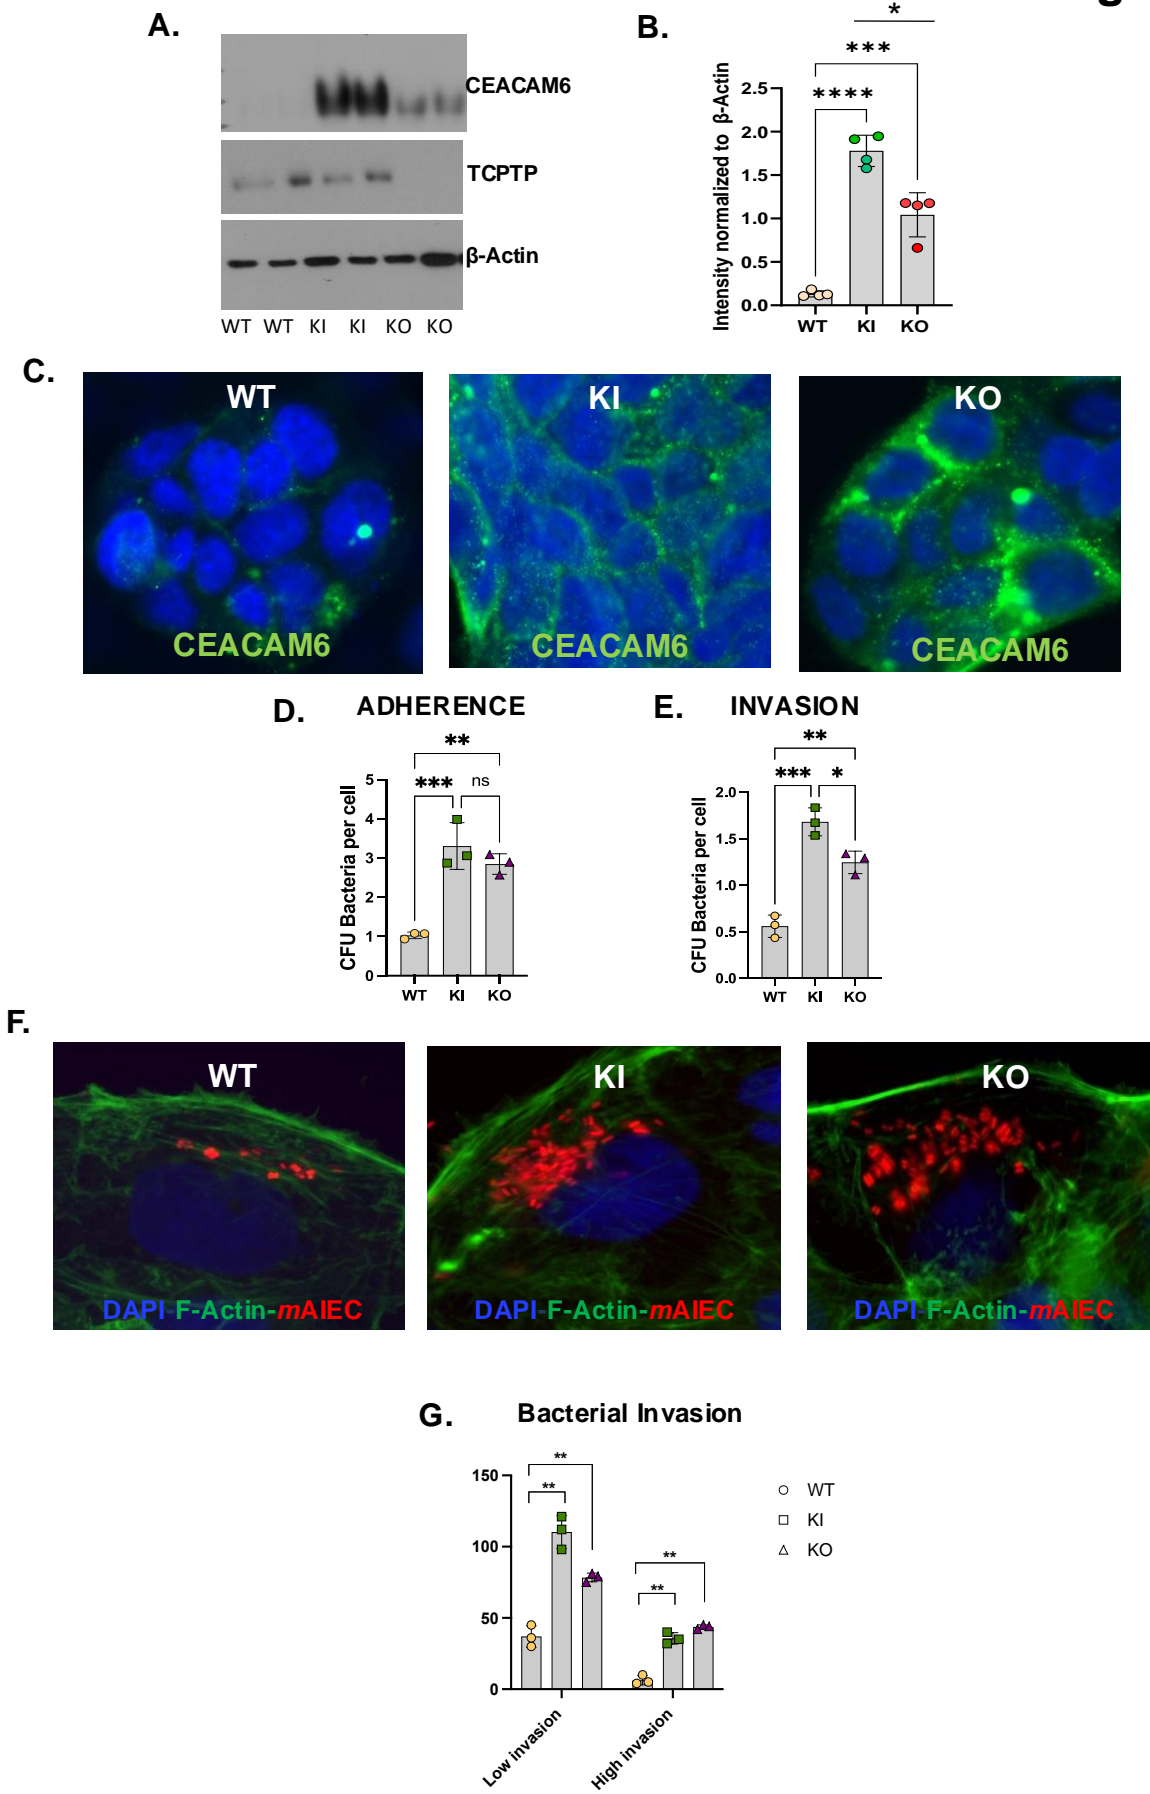 A.
CEACAM6
TCPTP
β-Actin
WT WT KI KI KO KO
B.
*
***
****
Intensity normalized to β-Actin
2.5
2.0
1.5
1.0
0.5
0.0
WT KI KO
C.
WT
CEACAM6
KI
CEACAM6
KO
CEACAM6
D.
ADHERENCE
**
***
ns
CFU Bacteria per cell
5
4
3
2
1
0
WT KI KO
E.
INVASION
**
***
*
CFU Bacteria per cell
2.0
1.5
1.0
0.5
0.0
WT KI KO
F.
WT
DAPI-F-Actin-mAIEC
KI
DAPI-F-Actin-mAIEC
KO
DAPI-F-Actin-mAIEC
G.
Bacterial Invasion
**
**
**
**
150
100
50
0
Low invasion
High invasion
WT
KI
KO